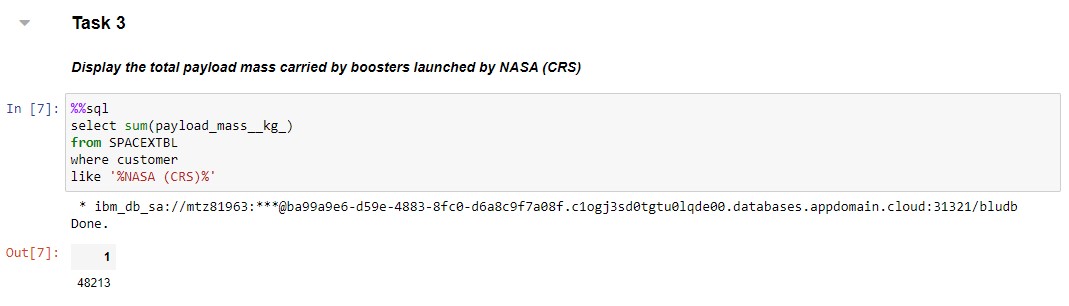 Task 3
Display the total payload mass carried by boosters launched by NASA (CRS)
In [7]: %%sql
select sum(payload_mass__kg_)
from SPACEXTBL
where customer
like '%NASA (CRS)%'
* ibm_db_sa://mtz81963:***@ba99a9e6-d59e-4883-8fc0-d6a8c9f7a08f.c1ogj3sd0tgtu0lqde00.databases.appdomain.cloud:31321/bludb
Done.
Out[7]: 1
48213